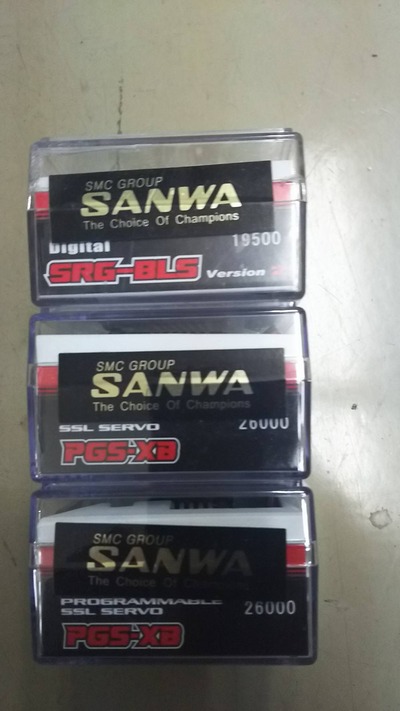 SMC GROUP
SANWA
The Choice Of Champions
Digital
19500
SRG-BLS Version 2
SMC GROUP
SANWA
The Choice Of Champions
SSL SERVO
26000
PGS-XB
SMC GROUP
SANWA
The Choice Of Champions
PROGRAMMABLE
SSL SERVO
26000
PGS-XB